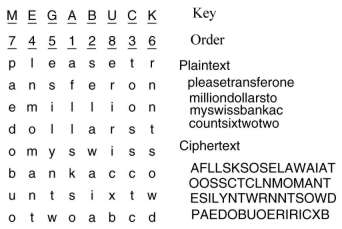 M E G A B U C K Key
7 4 5 1 2 8 3 6 Order
p l e a s e t r Plaintext
a n s f e r o n pleasetransferone
e m i l l i o n milliondollarsto
d o l l a r s t myswissbankac
o m y s w i s s countsixtwotwo
b a n k a c c o Ciphertext
u n t s i x t w AFLLSKSOSELAWAIAT
o t w o a b c d OOSSCTCLNMOMANT
ESILYNTWRNNTSOWD
PAEDOBUOERIRICXB